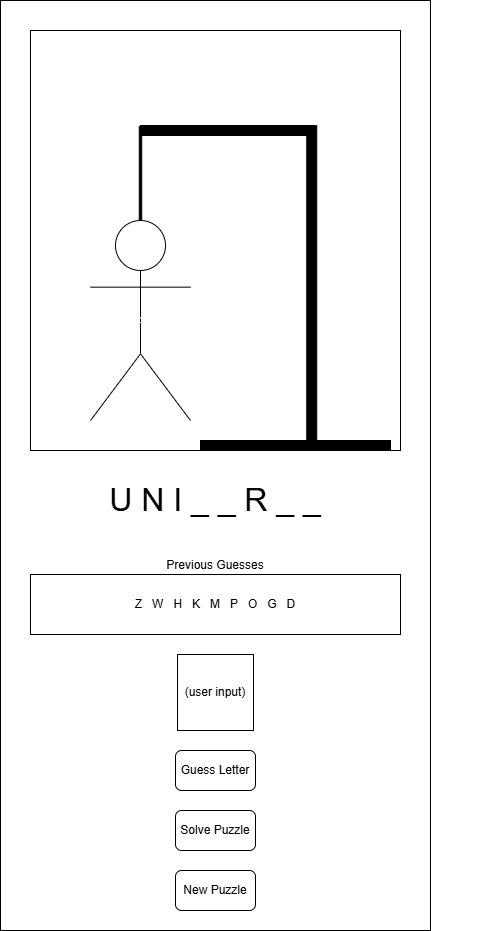 U N I _ _ R _ _
Previous Guesses
Z W H K M P O G D
(user input)
Guess Letter
Solve Puzzle
New Puzzle